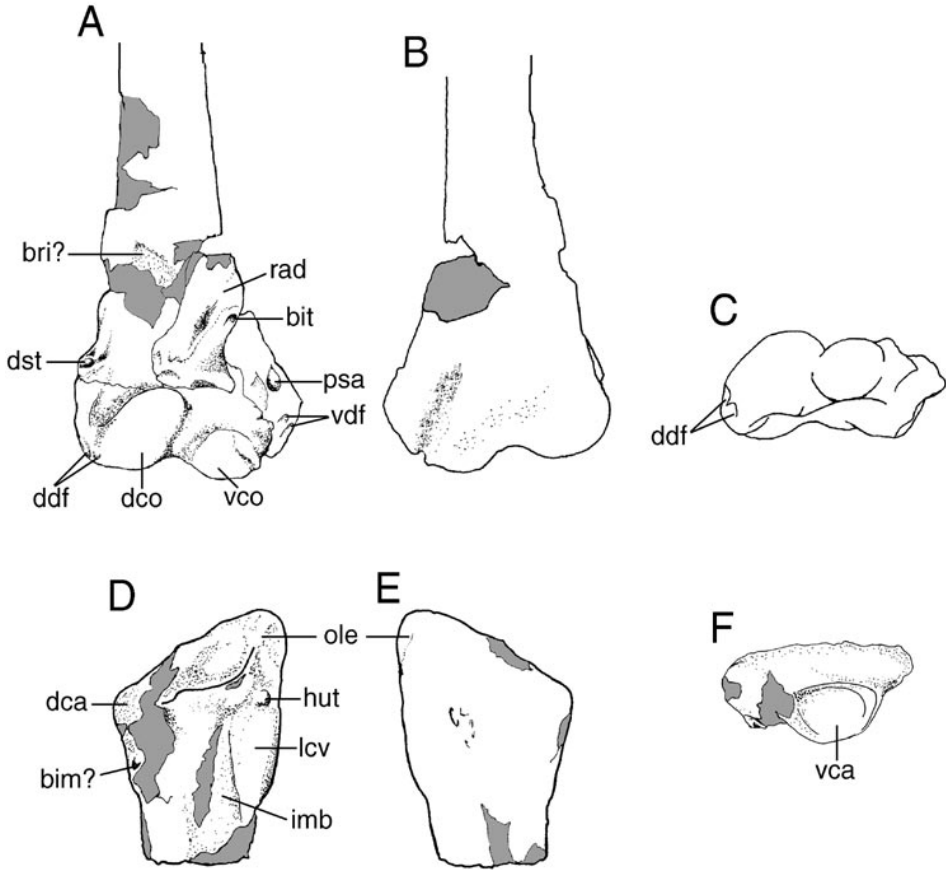 A
B
bri?
rad
bit
C
dst
psa
vdf
ddf
ddf
dco
vco
D
E
F
ole
dca
hut
lcv
bim?
imb
vca